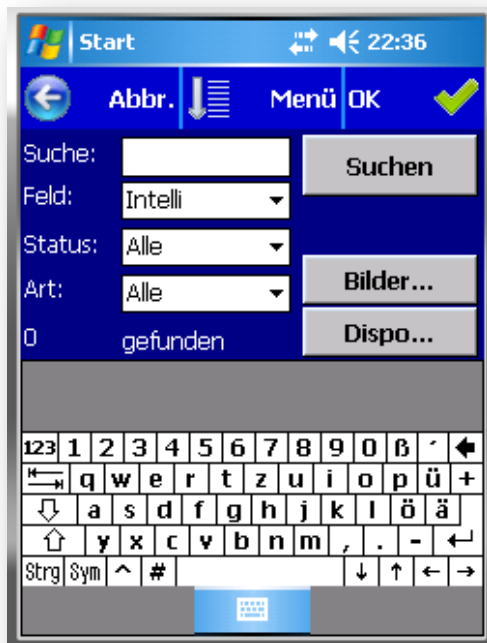 Start 22:36
Abbr. Menü OK
Suche: Suchen
Feld: Intelli
Status: Alle
Art: Alle Bilder...
0 gefunden Dispo...
123 1 2 3 4 5 6 7 8 9 0 ß ´
q w e r t z u i o p ü +
a s d f g h j k l ö ä
y x c v b n m , . -
Strg Sym ^ #